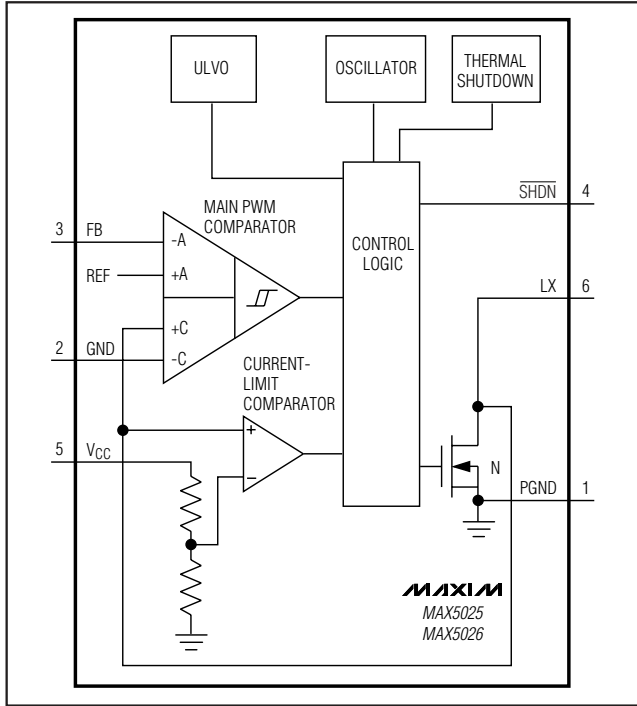 ULVO
OSCILLATOR
THERMAL
SHUTDOWN
SHDN
4
MAIN PWM
COMPARATOR
3
FB
-A
CONTROL
LOGIC
REF
+A
LX
6
+C
2
GND
-C
CURRENT-
LIMIT
COMPARATOR
5
VCC
+
−
N
PGND
1
MAXIM
MAX5025
MAX5026